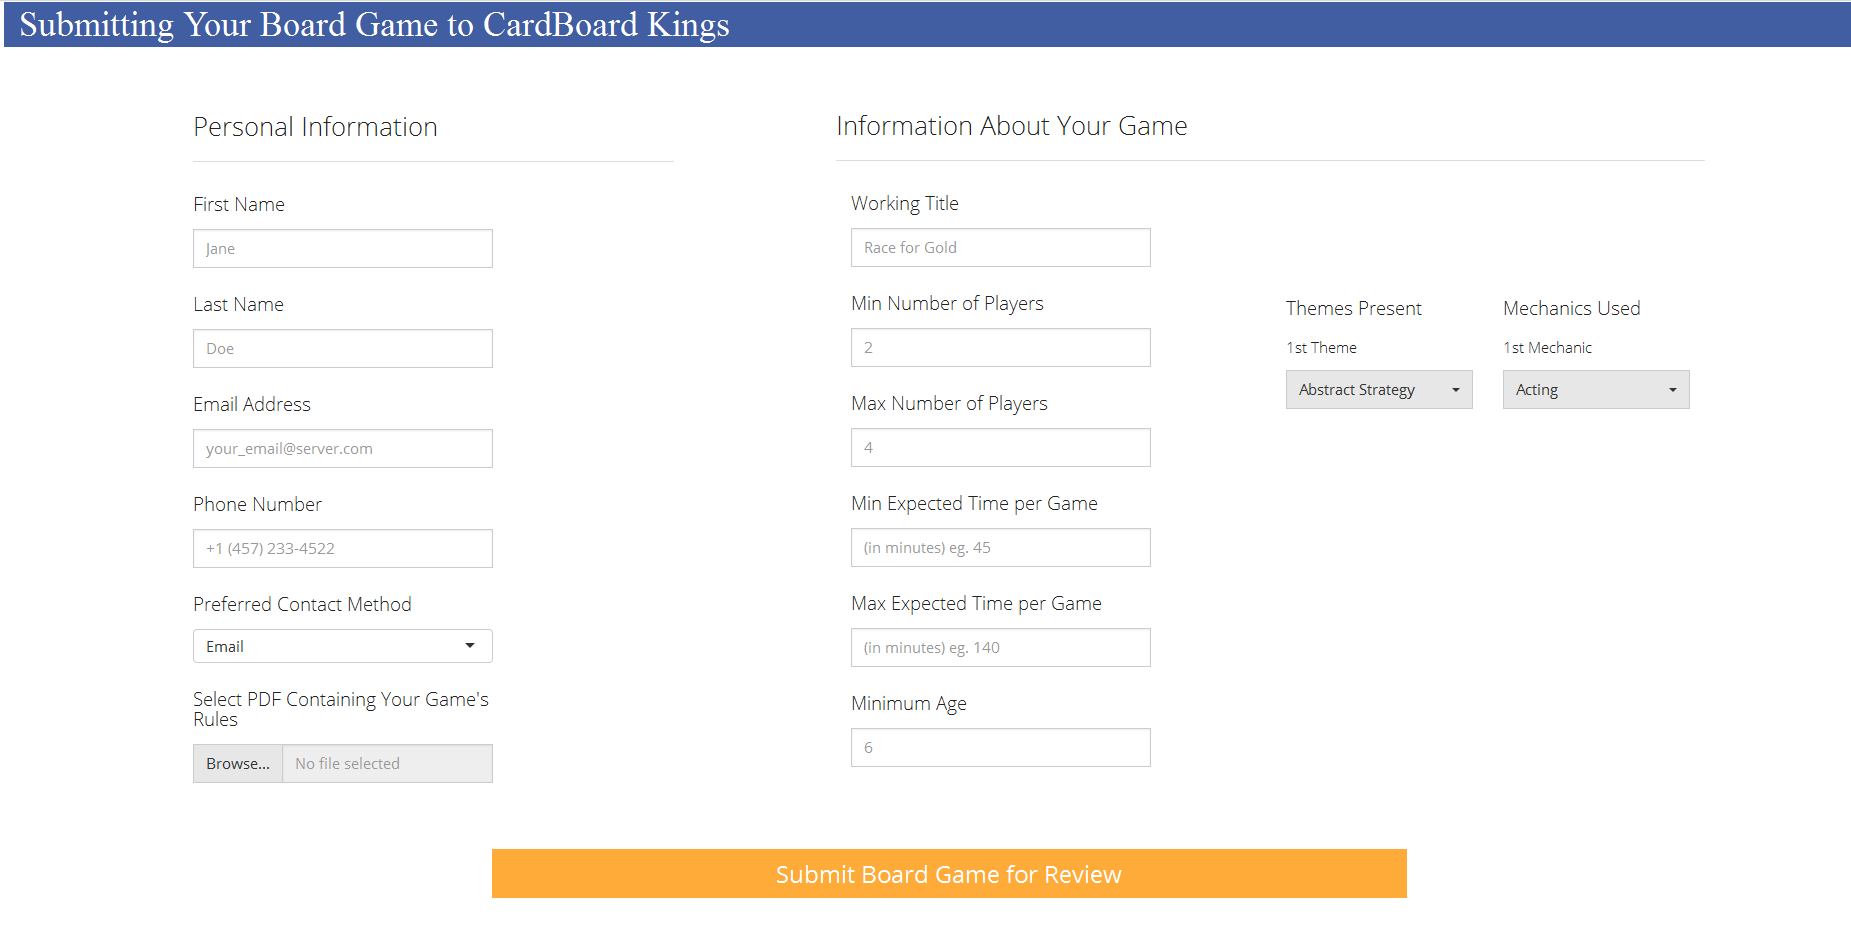 Submitting Your Board Game to CardBoard Kings
Personal Information
First Name
Jane
Last Name
Doe
Email Address
your_email@server.com
Phone Number
+1 (457) 233-4522
Preferred Contact Method
Email
Select PDF Containing Your Game's
Rules
Browse... No file selected
Information About Your Game
Working Title
Race for Gold
Min Number of Players
2
Max Number of Players
4
Min Expected Time per Game
(in minutes) eg. 45
Max Expected Time per Game
(in minutes) eg. 140
Minimum Age
6
Themes Present
1st Theme
Abstract Strategy
Mechanics Used
1st Mechanic
Acting
Submit Board Game for Review